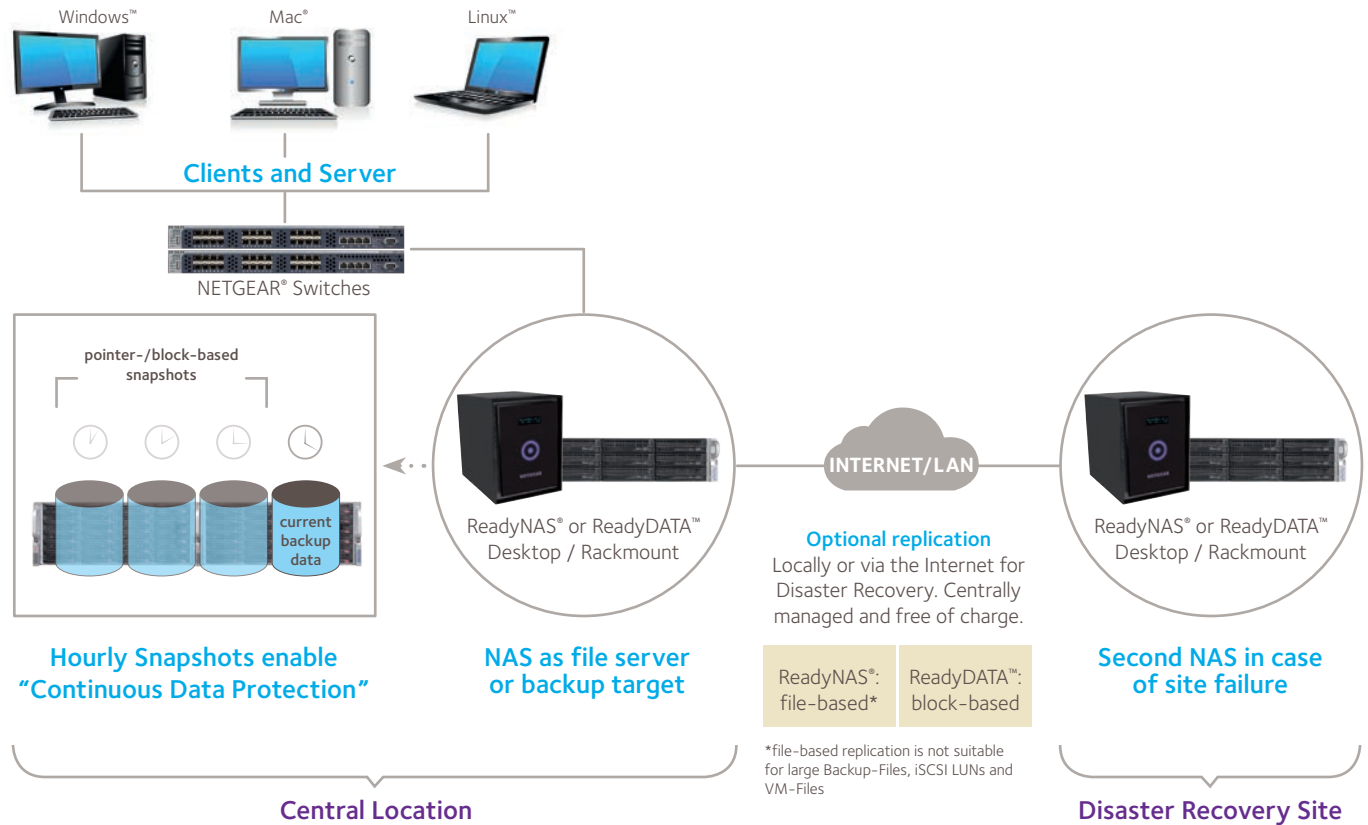 Windows™
Mac®
Linux™
Clients and Server
NETGEAR® Switches
pointer-/block-based
snapshots
current
backup
data
Hourly Snapshots enable
“Continuous Data Protection”
NETGEAR
ReadyNAS® or ReadyDATA™
Desktop / Rackmount
NAS as file server
or backup target
INTERNET/LAN
Optional replication
Locally or via the Internet for
Disaster Recovery. Centrally
managed and free of charge.
ReadyNAS®:
file-based*
ReadyDATA™:
block-based
*file-based replication is not suitable
for large Backup-Files, iSCSI LUNs and
VM-Files
NETGEAR
ReadyNAS® or ReadyDATA™
Desktop / Rackmount
Second NAS in case
of site failure
Central Location
Disaster Recovery Site